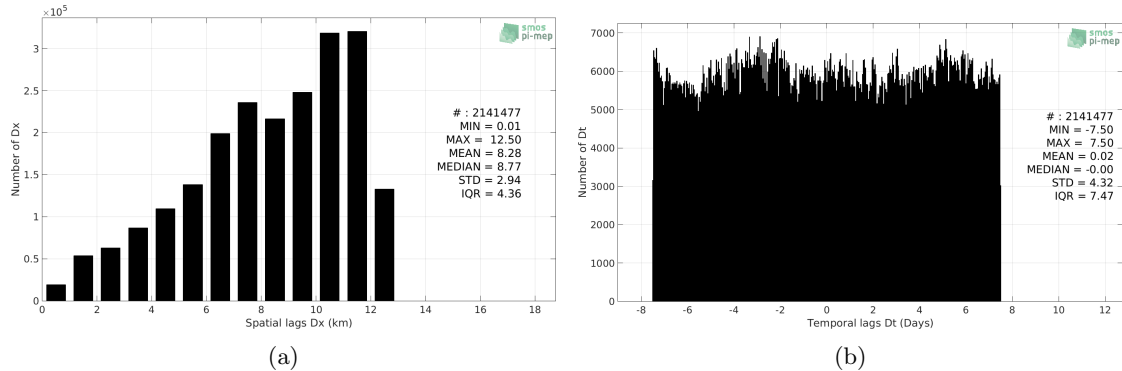 ×10⁵
smos
pi-mep
3
2.5
2
1.5
1
0.5
0
Number of Dx
# : 2141477
MIN = 0.01
MAX = 12.50
MEAN = 8.28
MEDIAN = 8.77
STD = 2.94
IQR = 4.36
0 2 4 6 8 10 12 14 16 18
Spatial lags Dx (km)
(a)
smos
pi-mep
7000
6000
5000
4000
3000
2000
1000
0
Number of Dt
# : 2141477
MIN = -7.50
MAX = 7.50
MEAN = 0.02
MEDIAN = -0.00
STD = 4.32
IQR = 7.47
-8 -6 -4 -2 0 2 4 6 8 10 12
Temporal lags Dt (Days)
(b)